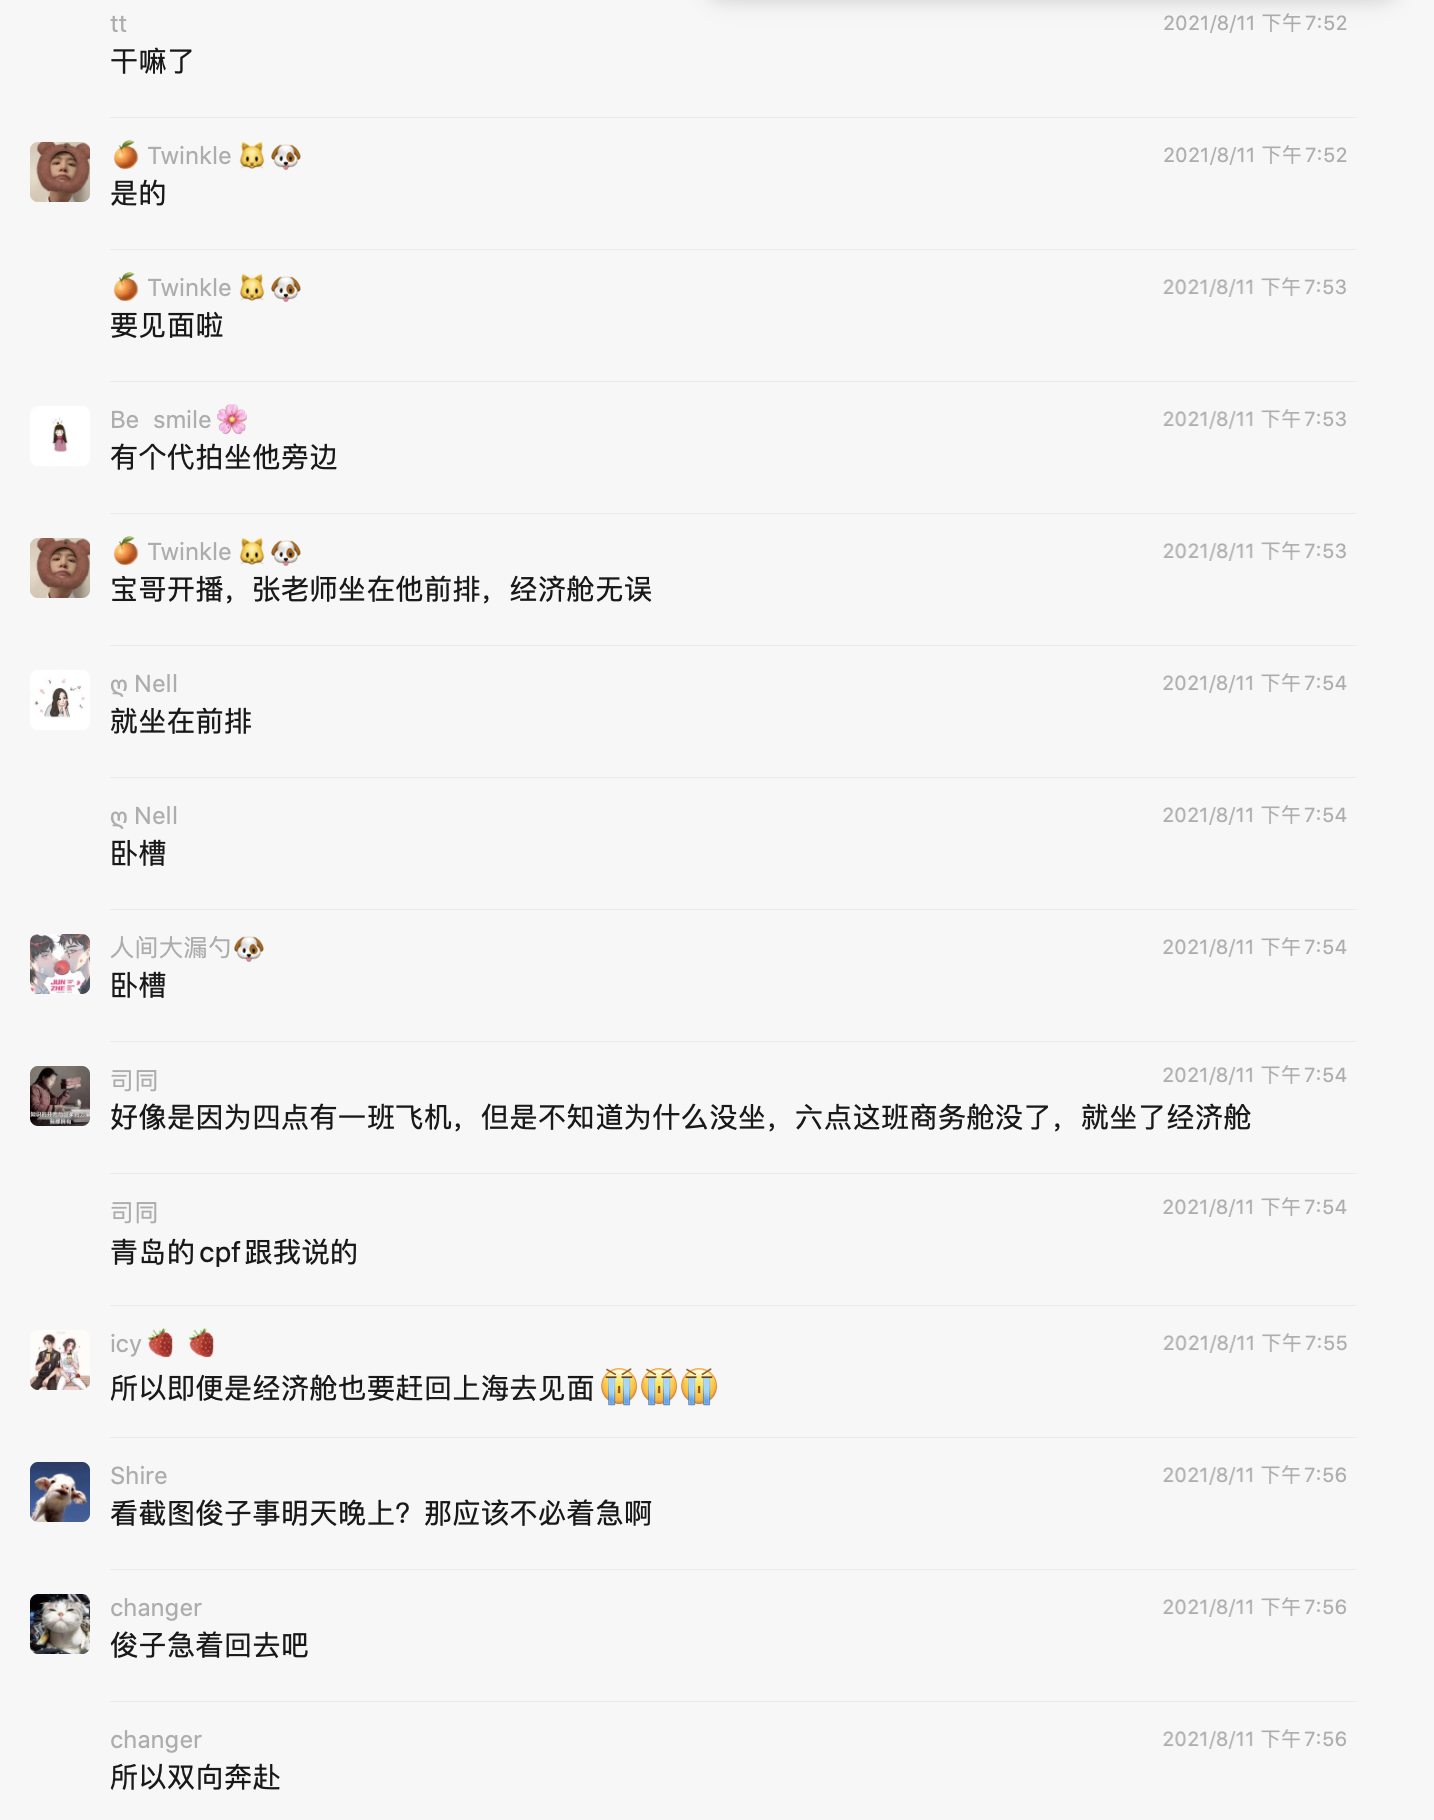 tt 2021/8/11 下午7:52
干嘛了
🍊 Twinkle 🐱🐶 2021/8/11 下午7:52
是的
🍊 Twinkle 🐱🐶 2021/8/11 下午7:53
要见面啦
Be smile🌸 2021/8/11 下午7:53
有个代拍坐他旁边
🍊 Twinkle 🐱🐶 2021/8/11 下午7:53
宝哥开播，张老师坐在他前排，经济舱无误
ღ Nell 2021/8/11 下午7:54
就坐在前排
ღ Nell 2021/8/11 下午7:54
卧槽
人间大漏勺🐶 2021/8/11 下午7:54
JUN
ZHE
卧槽
司同 2021/8/11 下午7:54
好像是因为四点有一班飞机，但是不知道为什么没坐，六点这班商务舱没了，就坐了经济舱
司同 2021/8/11 下午7:54
青岛的cpf跟我说的
icy🍓 🍓 2021/8/11 下午7:55
所以即便是经济舱也要赶回上海去见面😭😭😭
Shire 2021/8/11 下午7:56
看截图俊子事明天晚上？那应该不必着急啊
changer 2021/8/11 下午7:56
俊子急着回去吧
changer 2021/8/11 下午7:56
所以双向奔赴